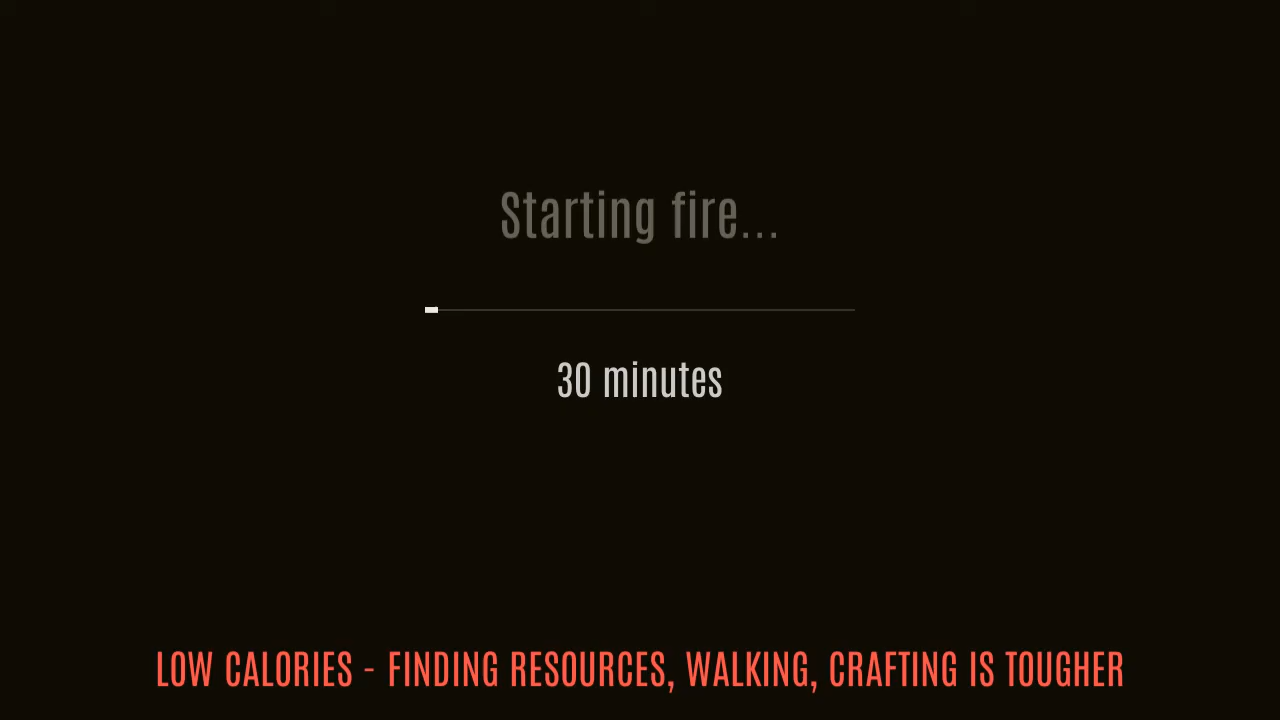 Starting fire...
30 minutes
LOW CALORIES - FINDING RESOURCES, WALKING, CRAFTING IS TOUGHER